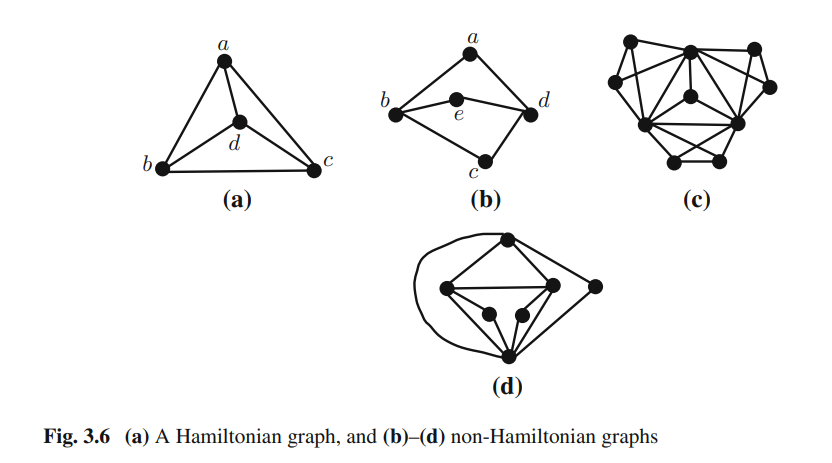 a
b
d
c
(a)
a
b
e
d
c
(b)
(c)
(d)
Fig. 3.6 (a) A Hamiltonian graph, and (b)–(d) non-Hamiltonian graphs